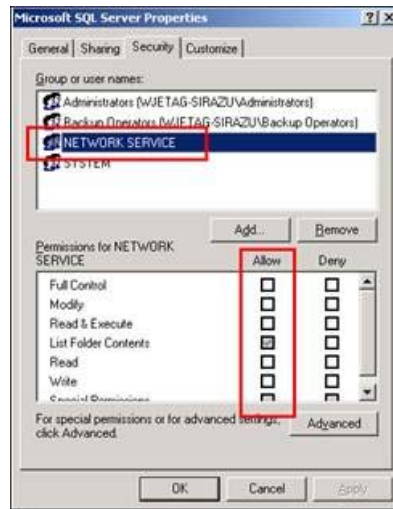 Microsoft SQL Server Properties
General Sharing Security Customize
Group or user names:
Administrators (WJETAG-SIRAZU\Administrators)
Backup Operators (WJETAG-SIRAZU\Backup Operators)
NETWORK SERVICE
SYSTEM
Add... Remove
Permissions for NETWORK SERVICE
Allow Deny
Full Control
Modify
Read & Execute
List Folder Contents
Read
Write
Special Permissions
For special permissions or for advanced settings,
click Advanced.
Advanced
OK Cancel Apply